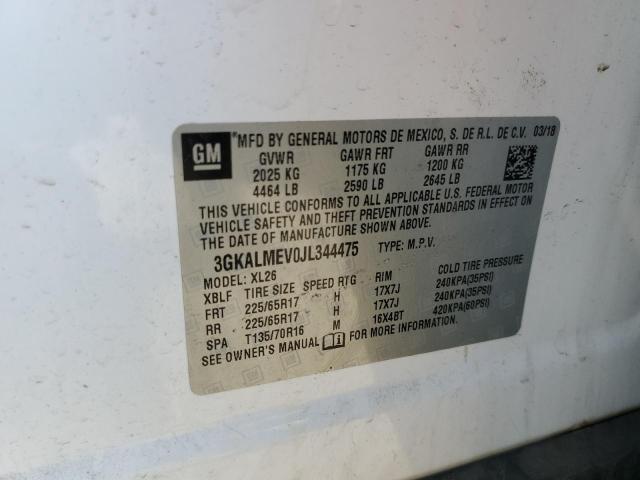 GM
*MFD BY GENERAL MOTORS DE MEXICO, S. DE R.L. DE C.V. 03/18
GVWR GAWR FRT GAWR RR
2025 KG 1175 KG 1200 KG
4464 LB 2590 LB 2645 LB
THIS VEHICLE CONFORMS TO ALL APPLICABLE U.S. FEDERAL MOTOR
VEHICLE SAFETY AND THEFT PREVENTION STANDARDS IN EFFECT ON
THE DATE OF MANUFACTURE SHOWN ABOVE.
3GKALMEV0JL344475 TYPE: M.P.V.
MODEL: XL26
XBLF TIRE SIZE SPEED RTG RIM COLD TIRE PRESSURE
FRT 225/65R17 H 17X7J 240KPA(35PSI)
RR 225/65R17 H 17X7J 240KPA(35PSI)
SPA T135/70R16 M 16X4BT 420KPA(60PSI)
SEE OWNER'S MANUAL FOR MORE INFORMATION.